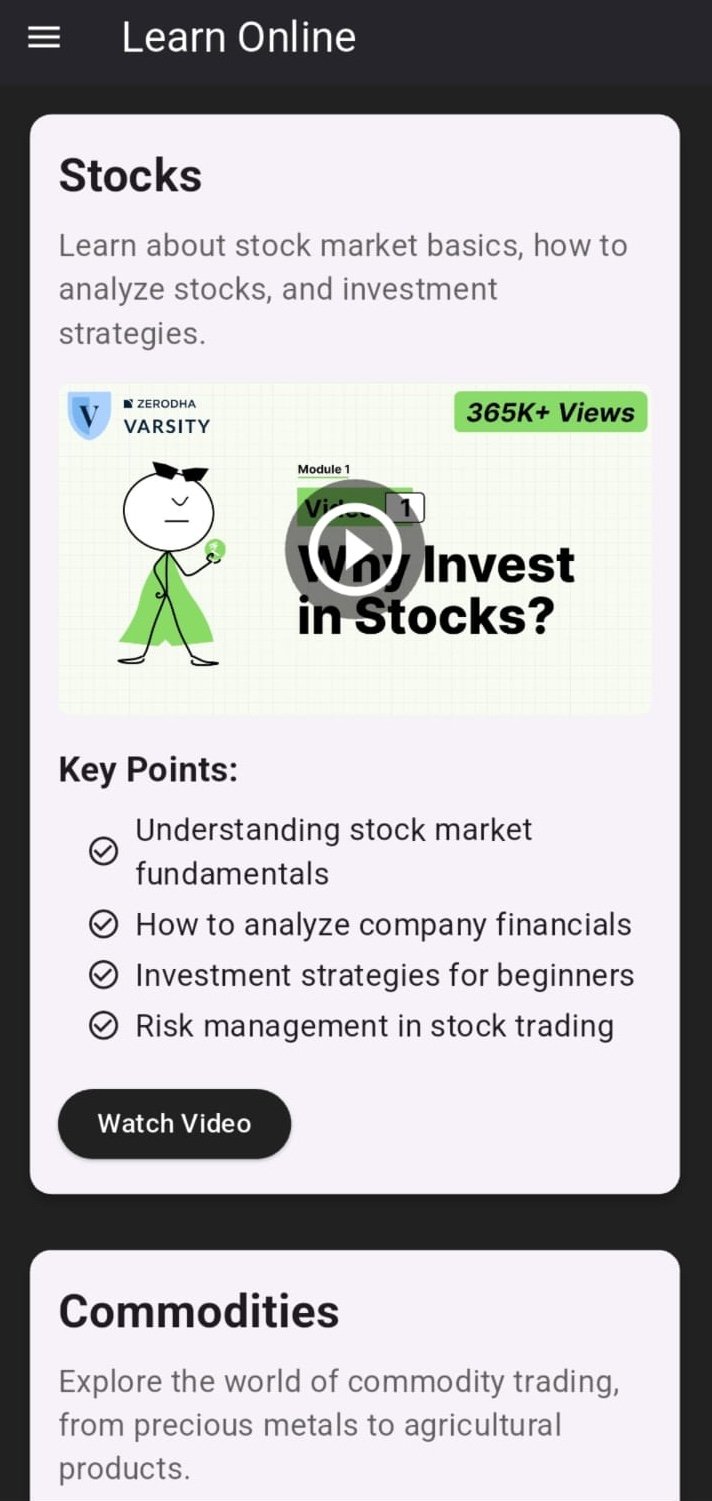 Learn Online
Stocks
Learn about stock market basics, how to
analyze stocks, and investment
strategies.
V
ZERODHA
VARSITY
365K+ Views
Module 1
Video 1
Why Invest
in Stocks?
Key Points:
Understanding stock market
fundamentals
How to analyze company financials
Investment strategies for beginners
Risk management in stock trading
Watch Video
Commodities
Explore the world of commodity trading,
from precious metals to agricultural
products.